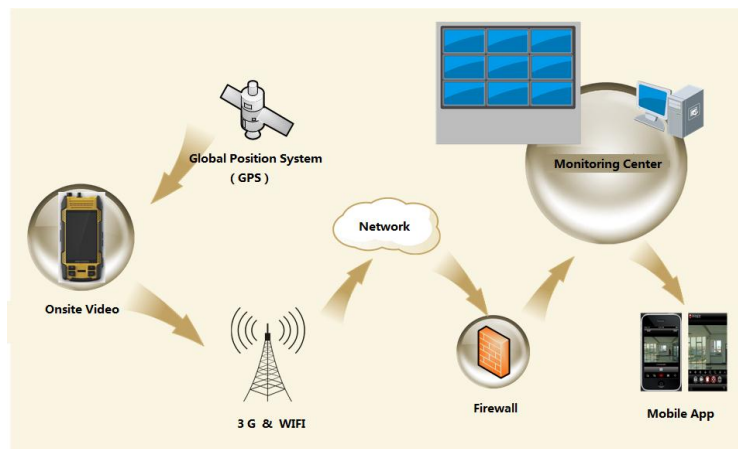 Global Position System
( GPS )
Monitoring Center
Network
Onsite Video
3 G & WIFI
Firewall
Mobile App